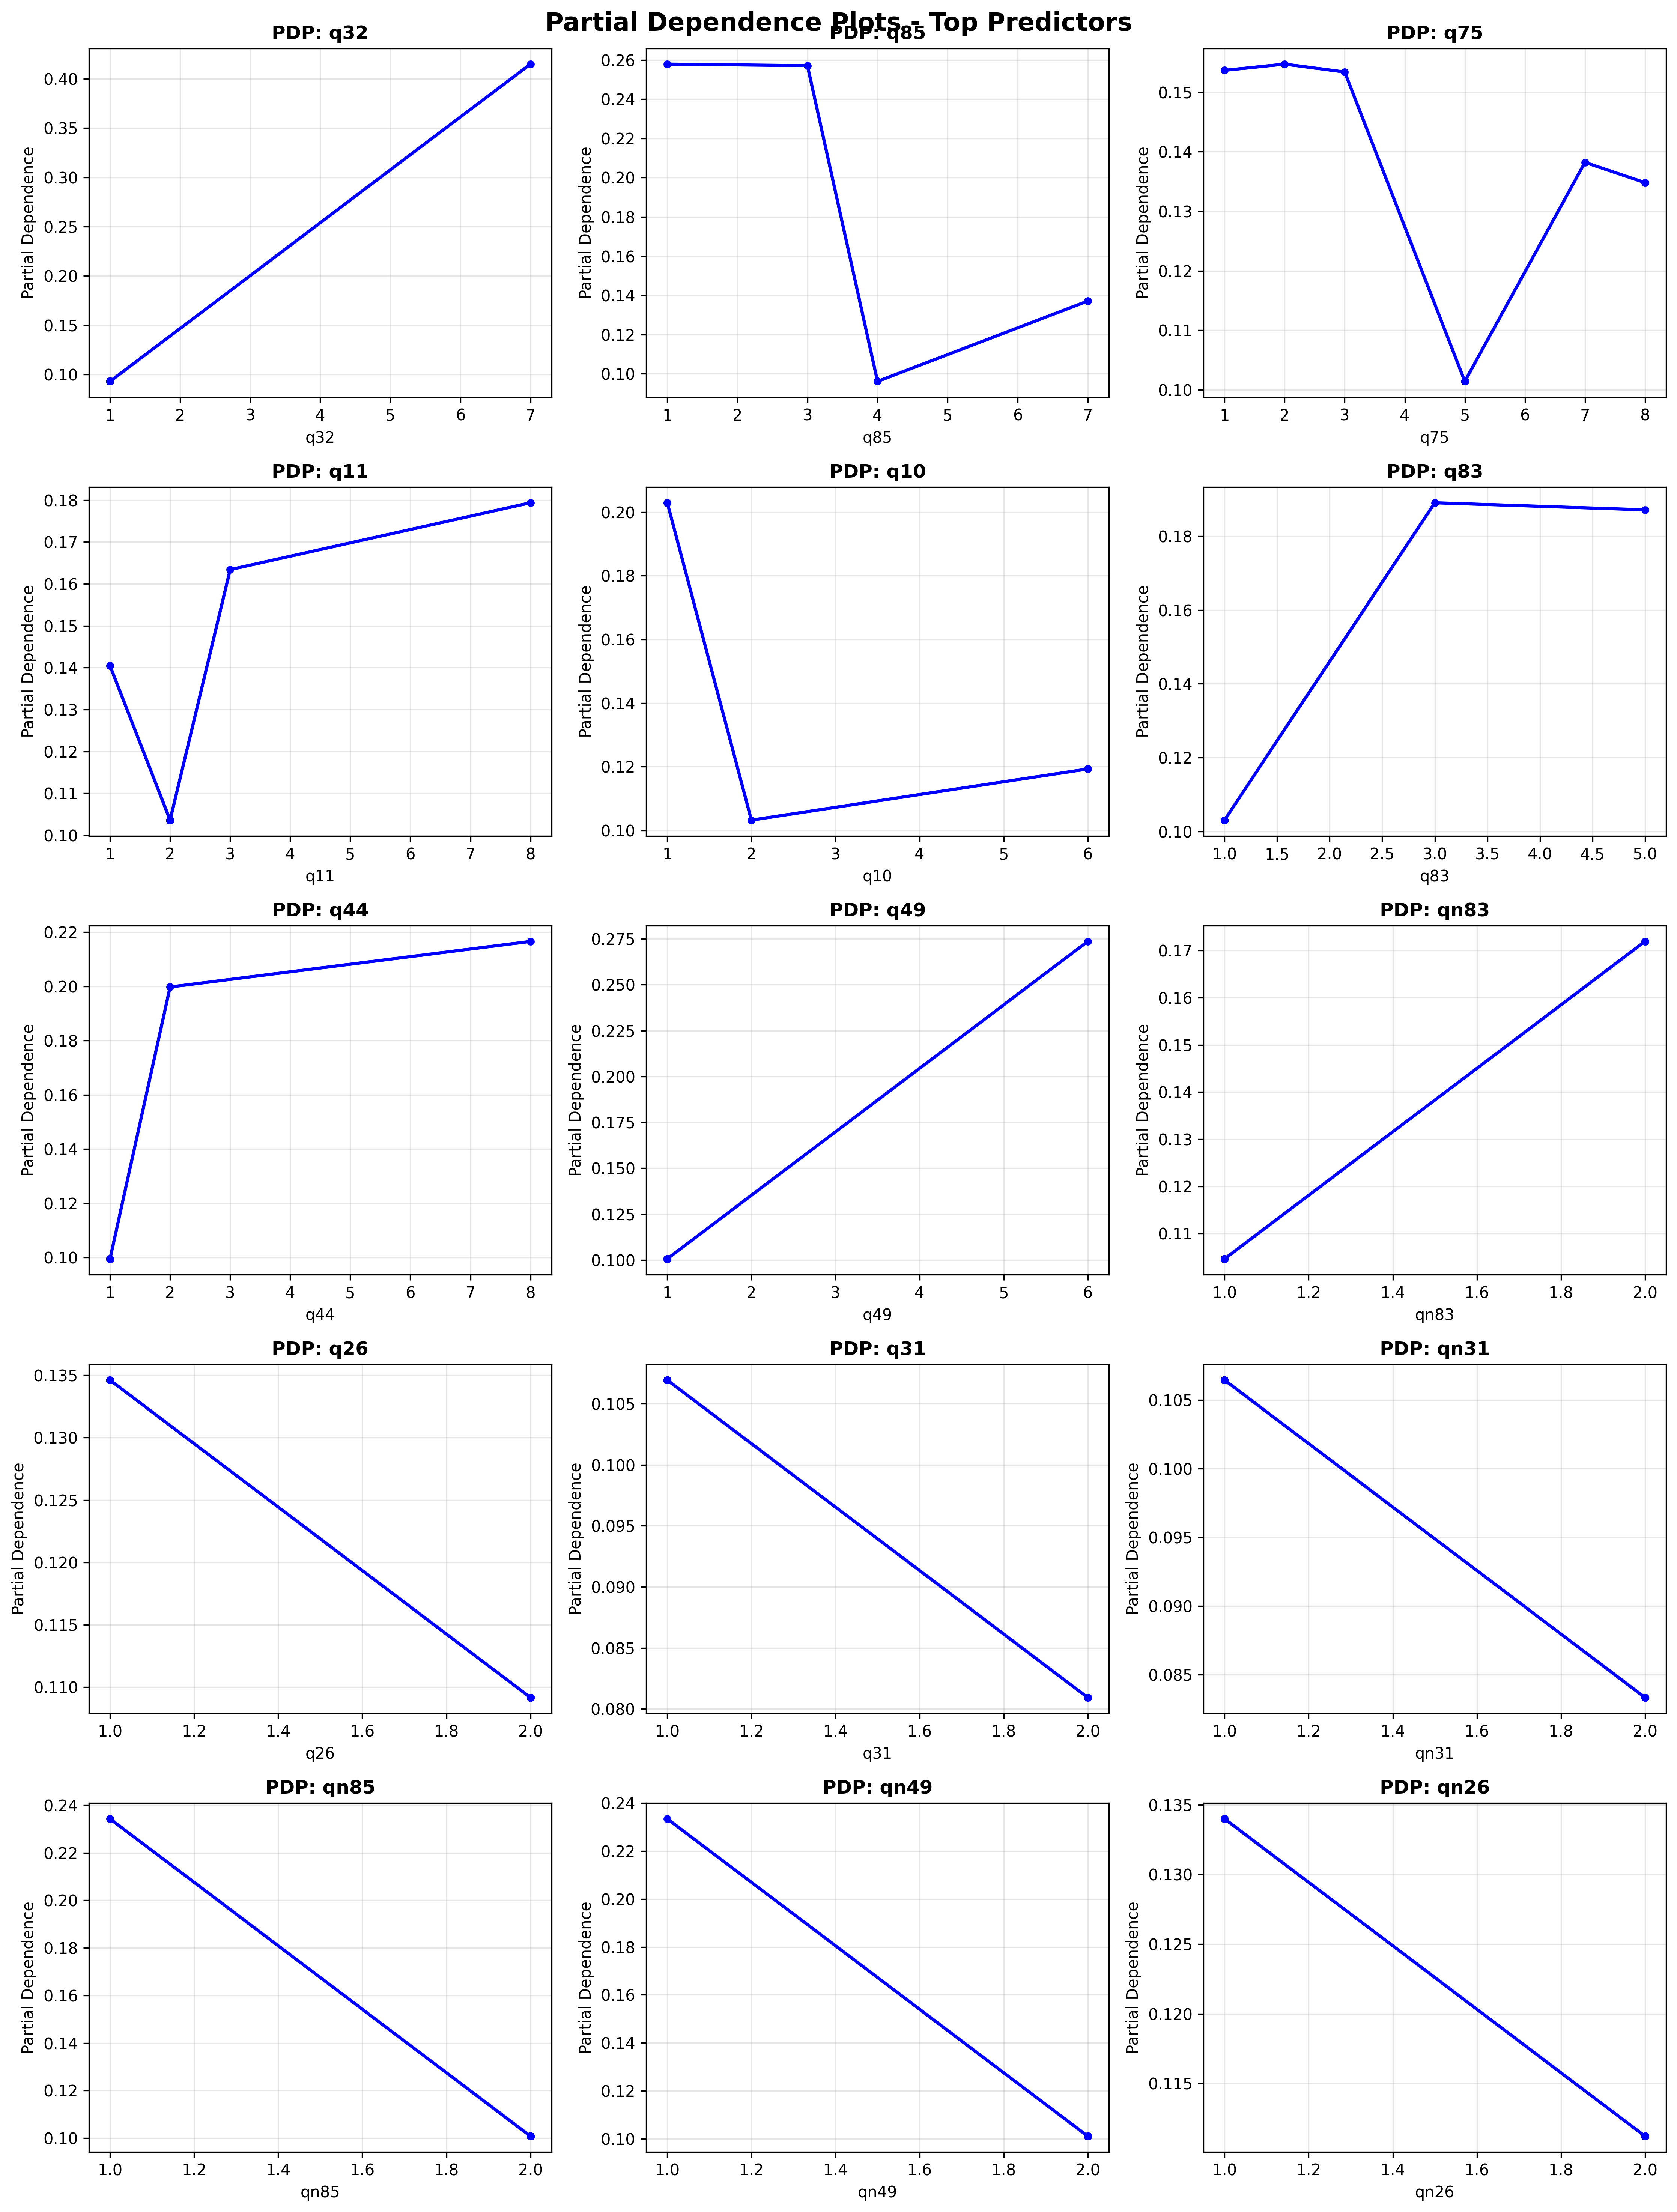 Partial Dependence Plots - Top Predictors
PDP: q32
0.40
0.35
0.30
0.25
0.20
0.15
0.10
Partial Dependence
1 2 3 4 5 6 7
q32
PDP: q85
0.26
0.24
0.22
0.20
0.18
0.16
0.14
0.12
0.10
Partial Dependence
1 2 3 4 5 6 7
q85
PDP: q75
0.15
0.14
0.13
0.12
0.11
0.10
Partial Dependence
1 2 3 4 5 6 7 8
q75
PDP: q11
0.18
0.17
0.16
0.15
0.14
0.13
0.12
0.11
0.10
Partial Dependence
1 2 3 4 5 6 7 8
q11
PDP: q10
0.20
0.18
0.16
0.14
0.12
0.10
Partial Dependence
1 2 3 4 5 6
q10
PDP: q83
0.18
0.16
0.14
0.12
0.10
Partial Dependence
1.0 1.5 2.0 2.5 3.0 3.5 4.0 4.5 5.0
q83
PDP: q44
0.22
0.20
0.18
0.16
0.14
0.12
0.10
Partial Dependence
1 2 3 4 5 6 7 8
q44
PDP: q49
0.275
0.250
0.225
0.200
0.175
0.150
0.125
0.100
Partial Dependence
1 2 3 4 5 6
q49
PDP: qn83
0.17
0.16
0.15
0.14
0.13
0.12
0.11
Partial Dependence
1.0 1.2 1.4 1.6 1.8 2.0
qn83
PDP: q26
0.135
0.130
0.125
0.120
0.115
0.110
Partial Dependence
1.0 1.2 1.4 1.6 1.8 2.0
q26
PDP: q31
0.105
0.100
0.095
0.090
0.085
0.080
Partial Dependence
1.0 1.2 1.4 1.6 1.8 2.0
q31
PDP: qn31
0.105
0.100
0.095
0.090
0.085
Partial Dependence
1.0 1.2 1.4 1.6 1.8 2.0
qn31
PDP: qn85
0.24
0.22
0.20
0.18
0.16
0.14
0.12
0.10
Partial Dependence
1.0 1.2 1.4 1.6 1.8 2.0
qn85
PDP: qn49
0.24
0.22
0.20
0.18
0.16
0.14
0.12
0.10
Partial Dependence
1.0 1.2 1.4 1.6 1.8 2.0
qn49
PDP: qn26
0.135
0.130
0.125
0.120
0.115
Partial Dependence
1.0 1.2 1.4 1.6 1.8 2.0
qn26